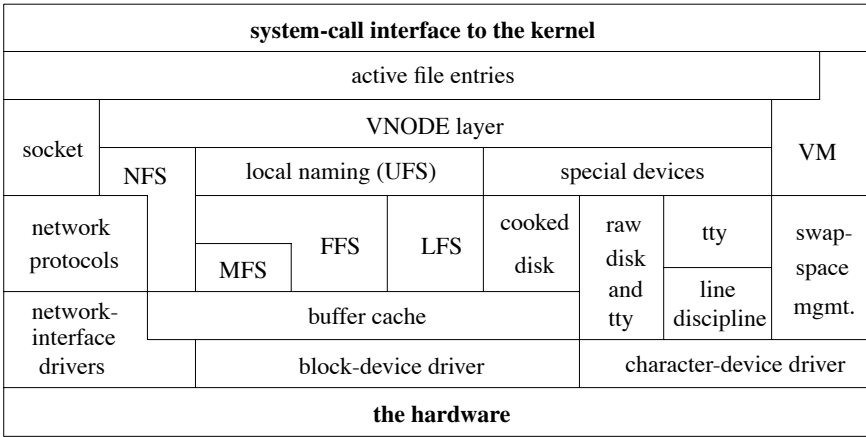 system-call interface to the kernel
active file entries
VNODE layer
socket
VM
NFS
local naming (UFS)
special devices
network
protocols
MFS
FFS
LFS
cooked
disk
raw
disk
and
tty
tty
line
discipline
swap-
space
mgmt.
network-
interface
drivers
buffer cache
block-device driver
character-device driver
the hardware